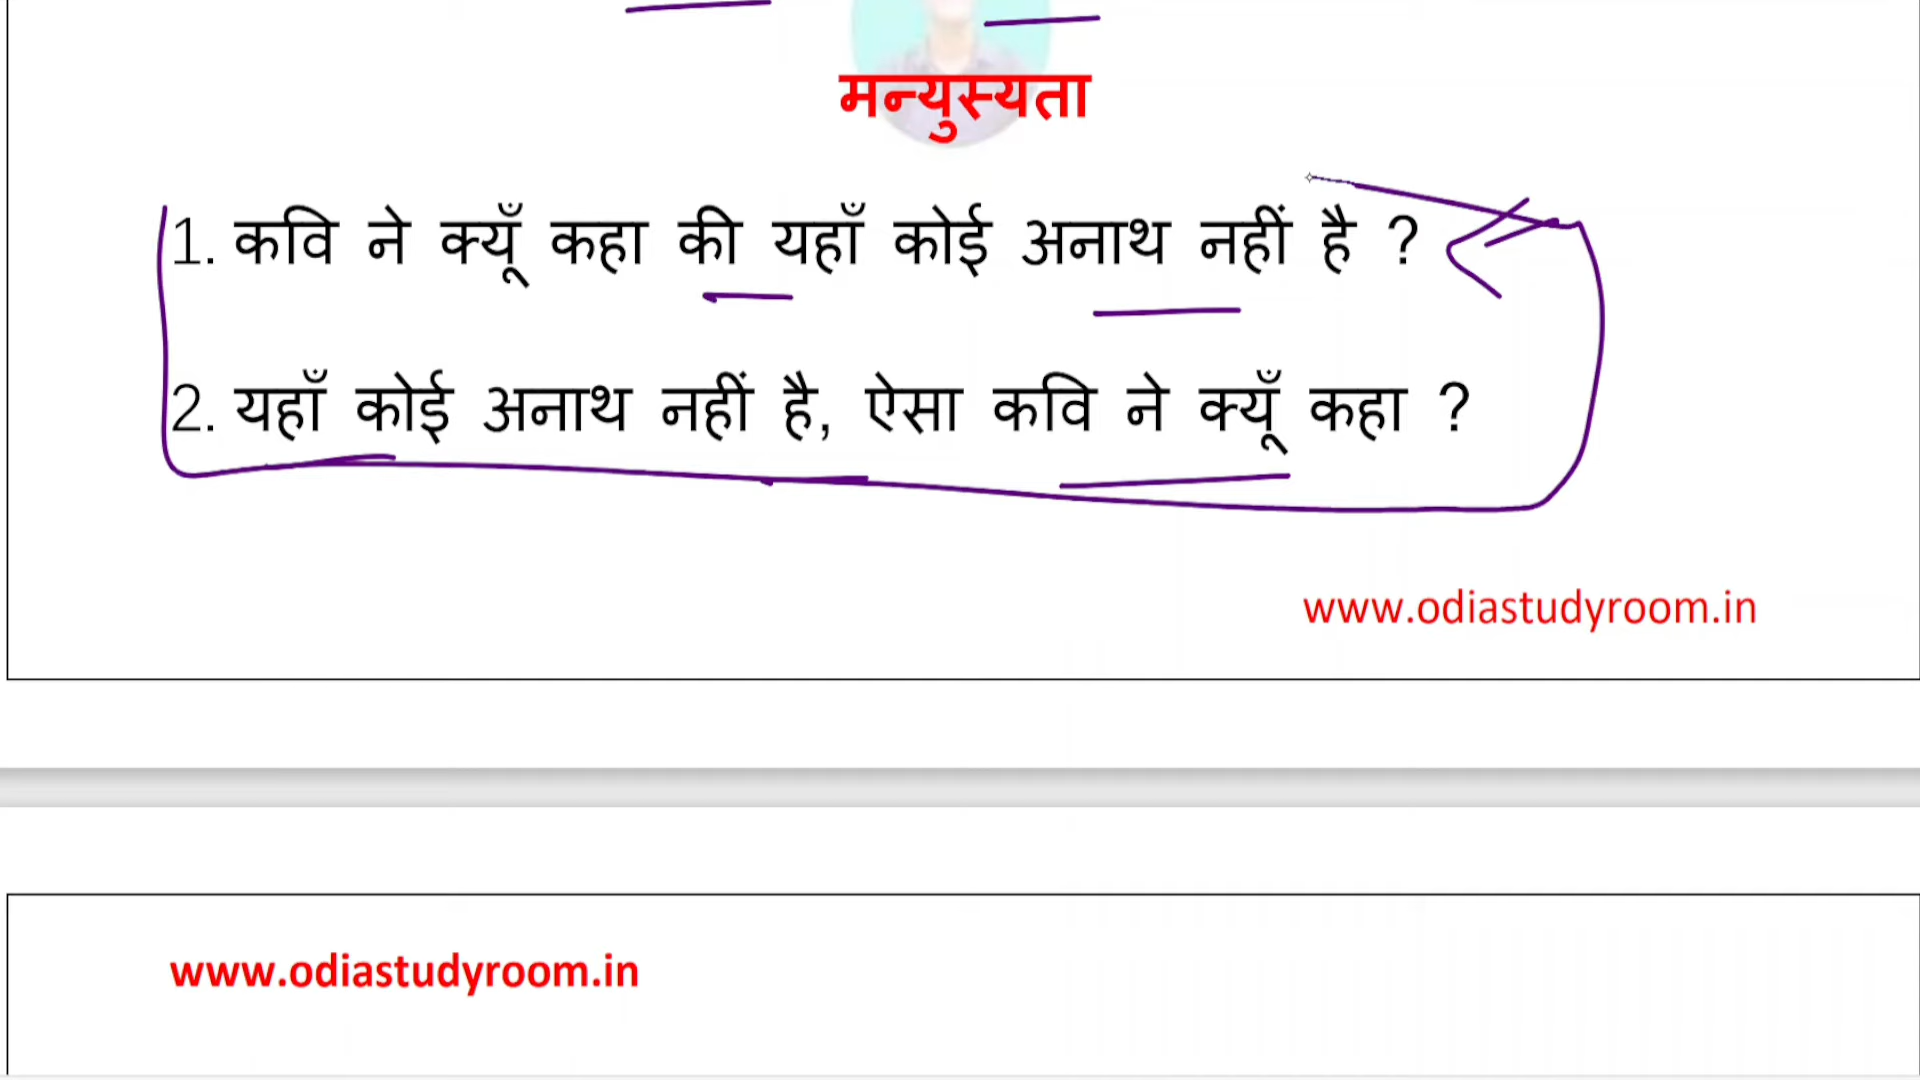 मन्युस्यता
1. कवि ने क्यूँ कहा की यहाँ कोई अनाथ नहीं है ?
2. यहाँ कोई अनाथ नहीं है, ऐसा कवि ने क्यूँ कहा ?
www.odiastudyroom.in
www.odiastudyroom.in